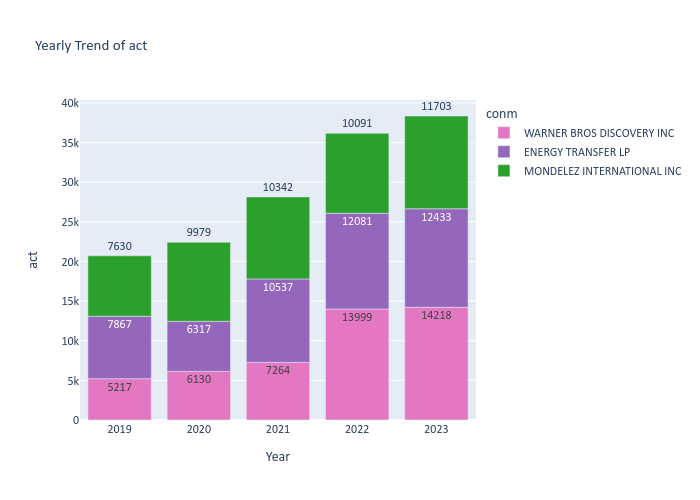 Yearly Trend of act
conm
WARNER BROS DISCOVERY INC
ENERGY TRANSFER LP
MONDELEZ INTERNATIONAL INC
act
40k
35k
30k
25k
20k
15k
10k
5k
0
7630
9979
10342
10091
11703
7867
6317
10537
12081
12433
5217
6130
7264
13999
14218
2019
2020
2021
2022
2023
Year